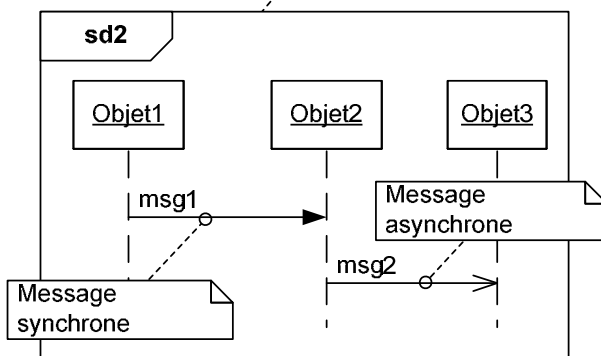 sd2
Objet1
Objet2
Objet3
msg1
Message
asynchrone
msg2
Message
synchrone